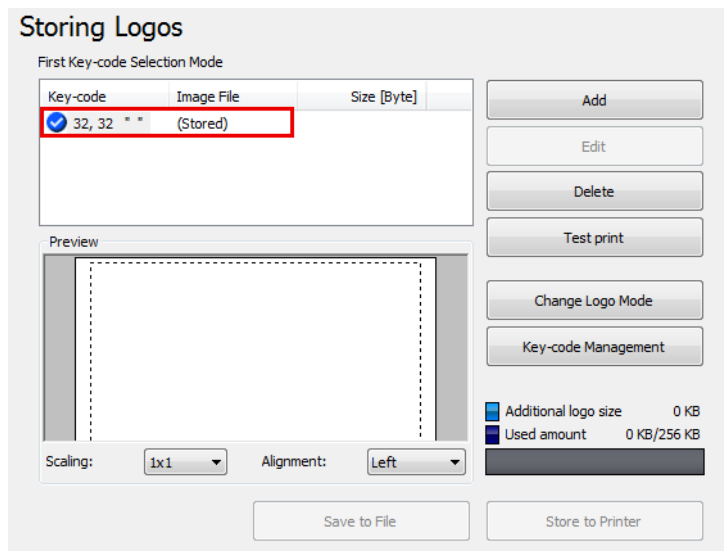 Storing Logos
First Key-code Selection Mode
Key-code Image File Size [Byte]
32, 32 " " (Stored)
Add
Edit
Delete
Test print
Preview
Change Logo Mode
Key-code Management
Additional logo size 0 KB
Used amount 0 KB/256 KB
Scaling: 1x1 Alignment: Left
Save to File Store to Printer